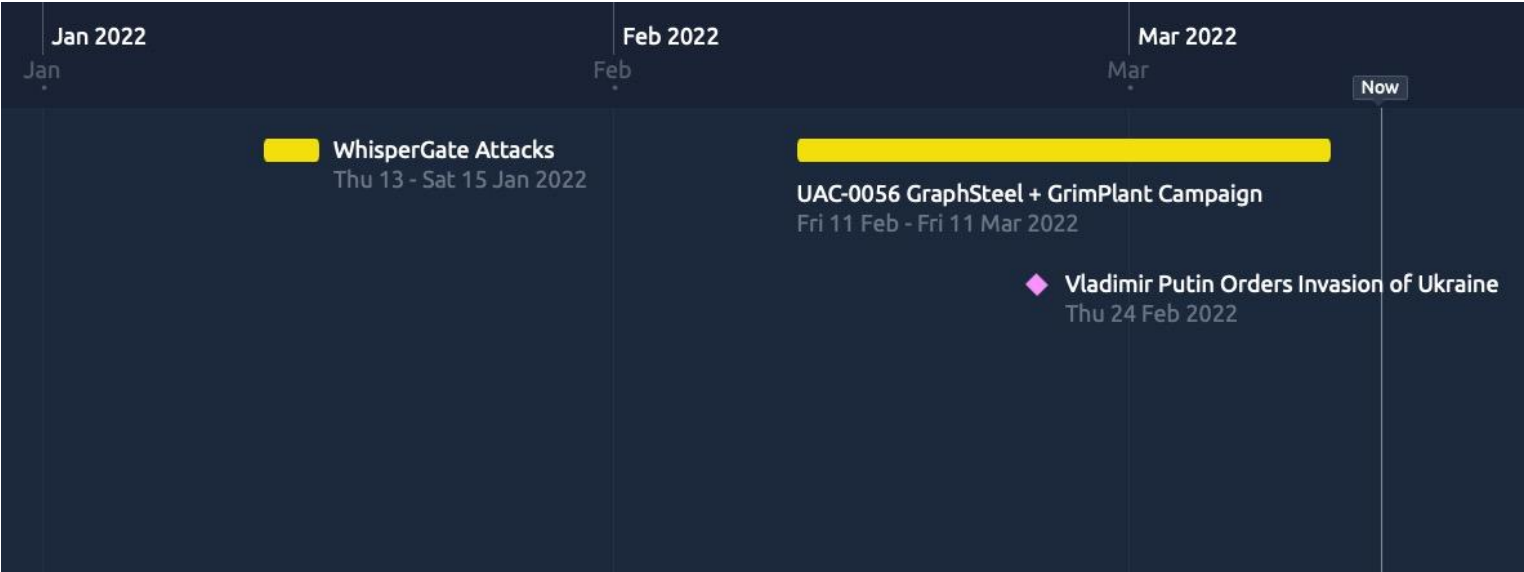 Jan 2022
Feb 2022
Mar 2022
Jan
Feb
Mar
Now
WhisperGate Attacks
Thu 13 - Sat 15 Jan 2022
UAC-0056 GraphSteel + GrimPlant Campaign
Fri 11 Feb - Fri 11 Mar 2022
Vladimir Putin Orders Invasion of Ukraine
Thu 24 Feb 2022